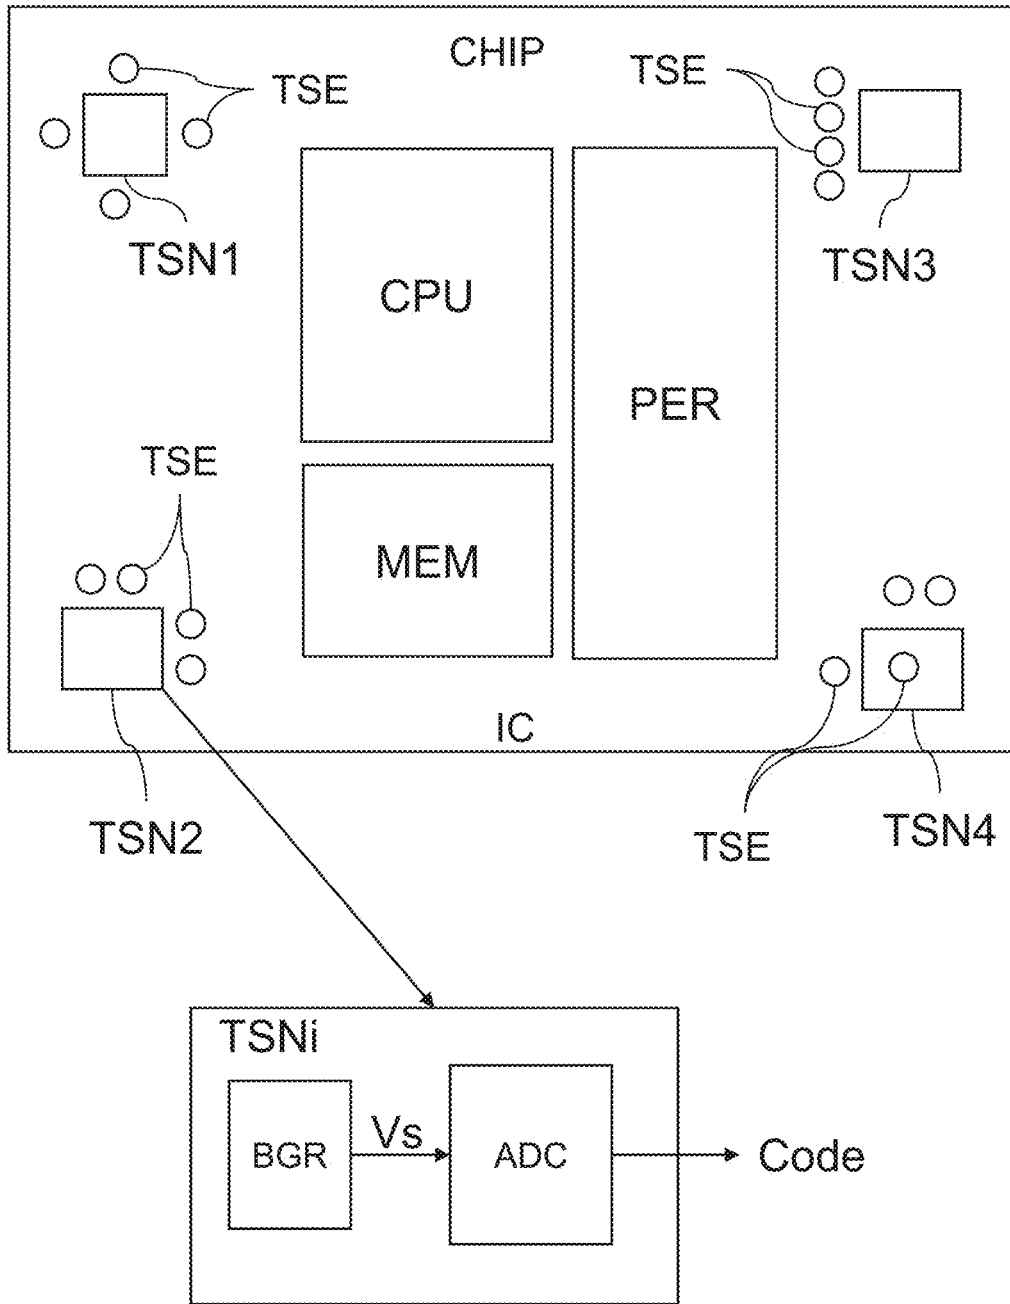 CHIP
TSE
TSE
TSN1
TSN3
CPU
PER
TSE
MEM
IC
TSN2
TSE
TSN4
TSNi
BGR
Vs
ADC
Code